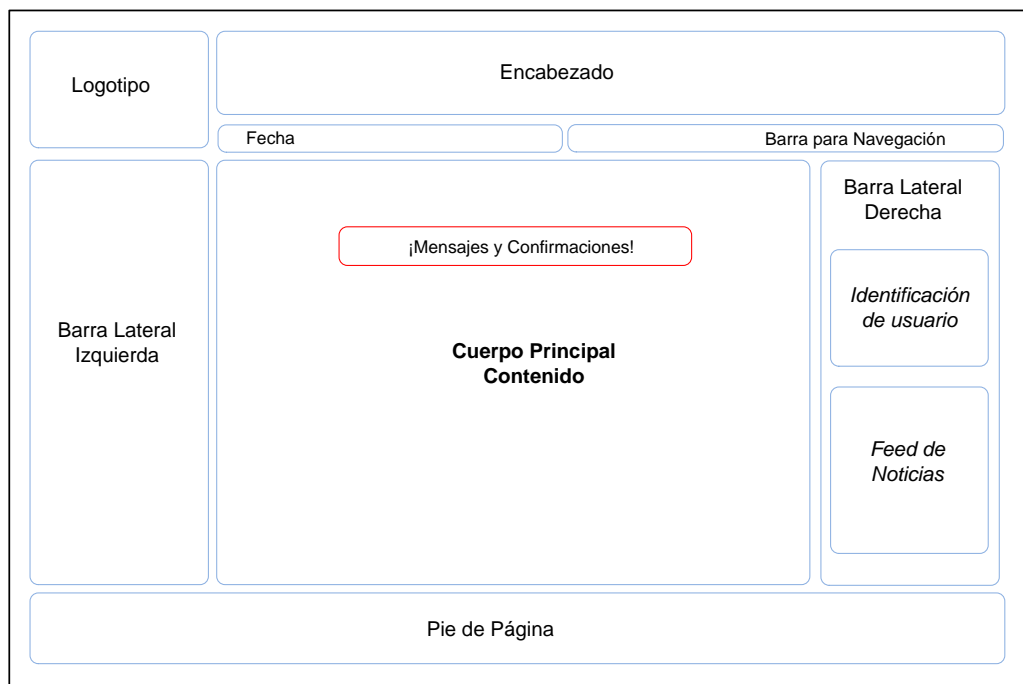 Logotipo
Encabezado
Fecha
Barra para Navegación
Barra Lateral
Izquierda
¡Mensajes y Confirmaciones!
Cuerpo Principal
Contenido
Barra Lateral
Derecha
Identificación
de usuario
Feed de
Noticias
Pie de Página